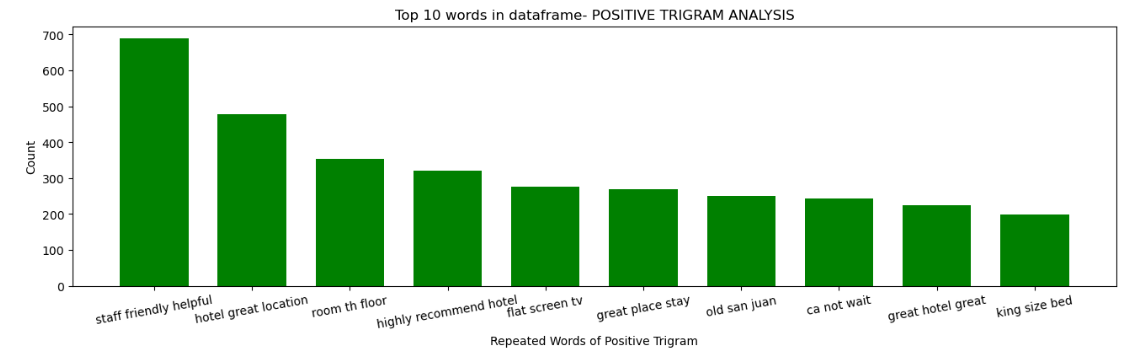 Top 10 words in dataframe- POSITIVE TRIGRAM ANALYSIS
700
600
500
400
300
200
100
0
Count
staff friendly helpful
hotel great location
room th floor
highly recommend hotel
flat screen tv
great place stay
old san juan
ca not wait
great hotel great
king size bed
Repeated Words of Positive Trigram